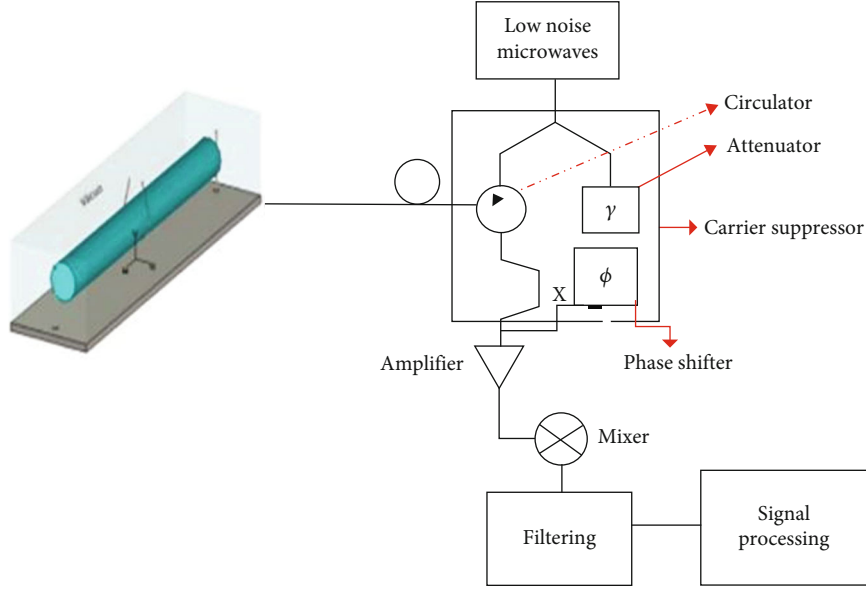 Low noise
microwaves
Circulator
Attenuator
γ
Carrier suppressor
ϕ
X
Phase shifter
Amplifier
Mixer
Filtering
Signal
processing